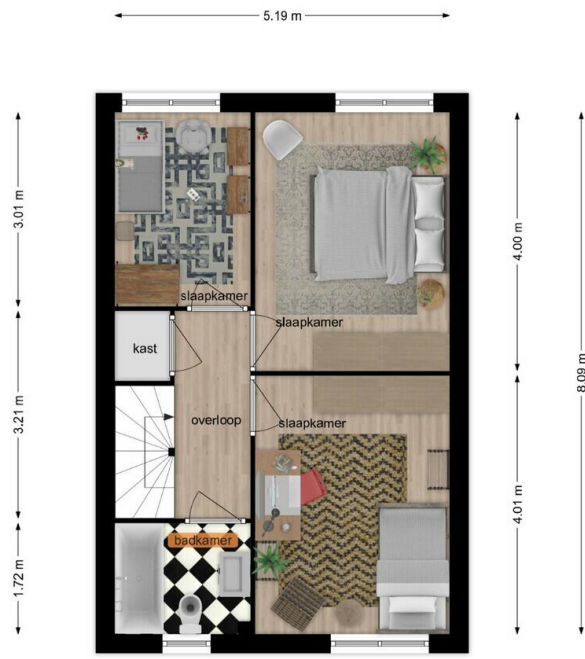 5.19 m
3.01 m
4.00 m
8.09 m
slaapkamer
slaapkamer
kast
3.21 m
overloop
slaapkamer
4.01 m
1.72 m
badkamer